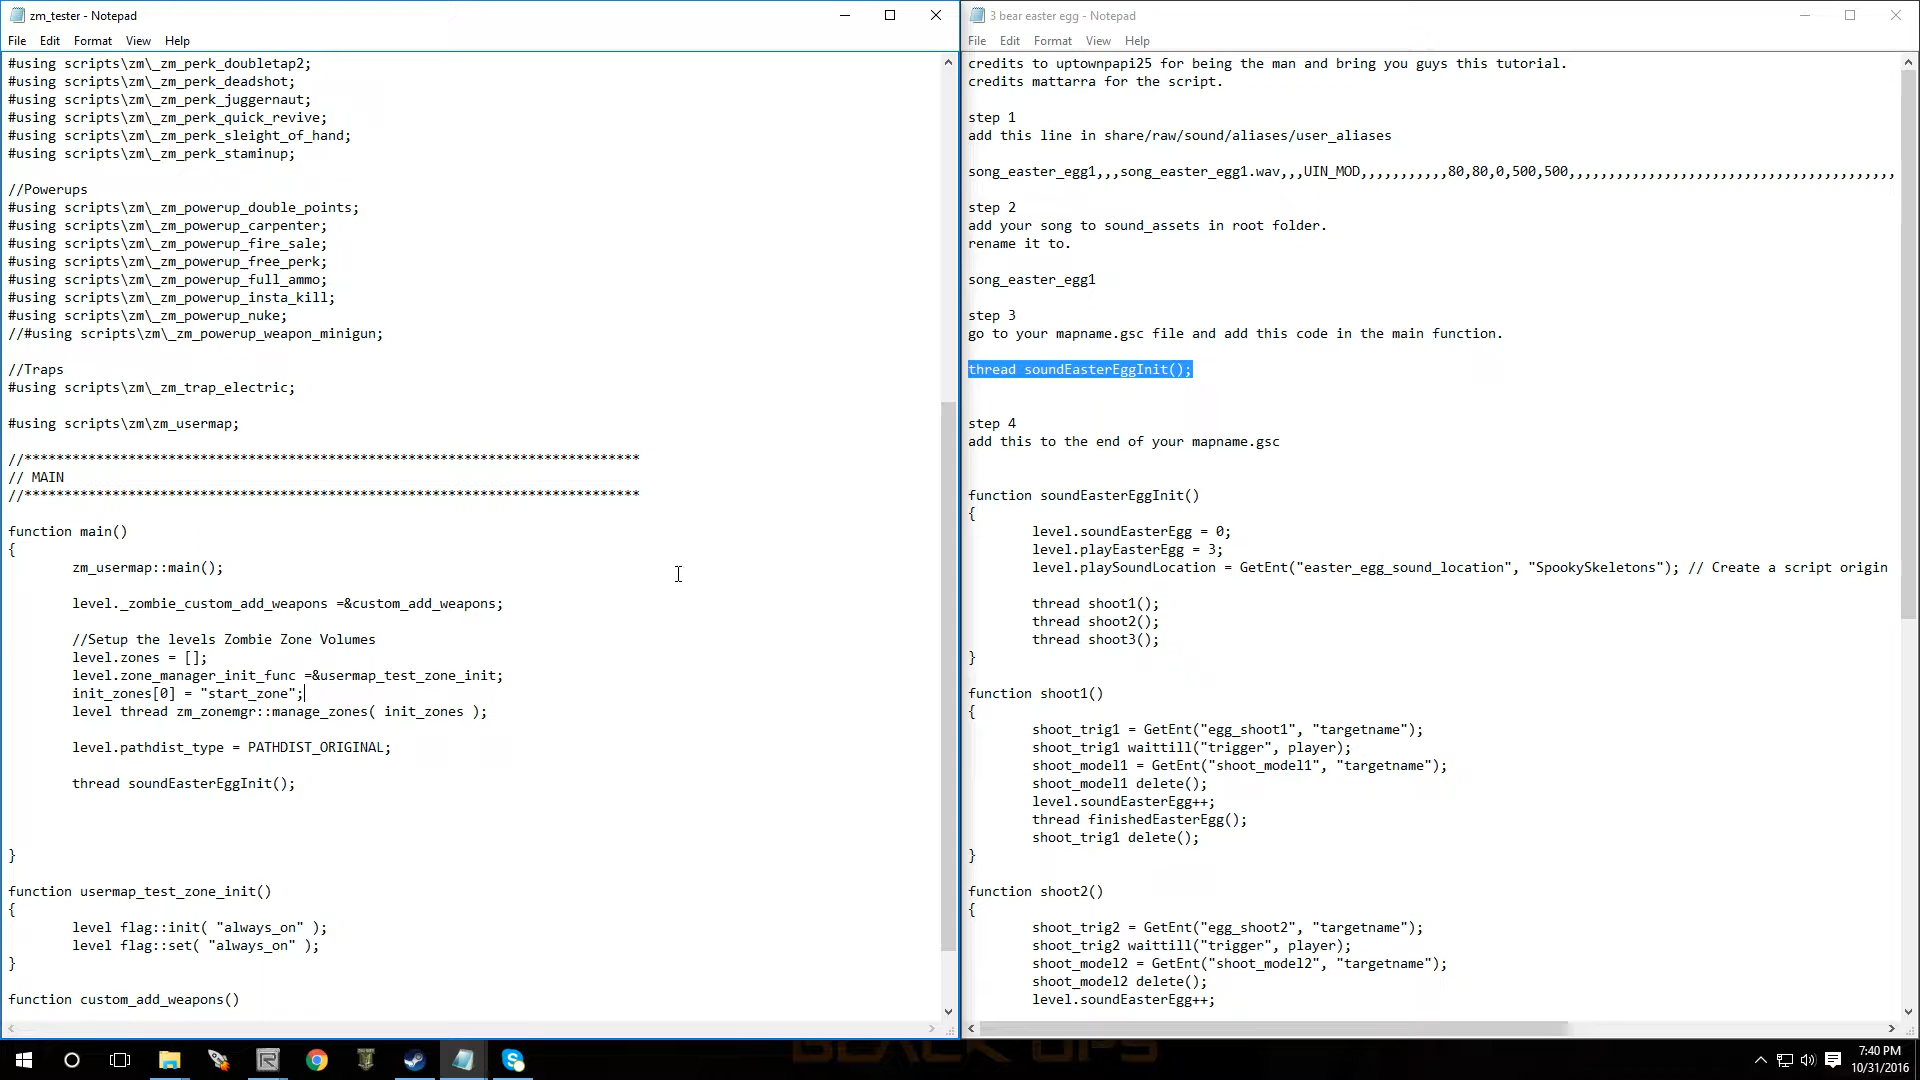 zm_tester - Notepad
File Edit Format View Help
#using scripts\zm\_zm_perk_doubletap2;
#using scripts\zm\_zm_perk_deadshot;
#using scripts\zm\_zm_perk_juggernaut;
#using scripts\zm\_zm_perk_quick_revive;
#using scripts\zm\_zm_perk_sleight_of_hand;
#using scripts\zm\_zm_perk_staminup;
//Powerups
#using scripts\zm\_zm_powerup_double_points;
#using scripts\zm\_zm_powerup_carpenter;
#using scripts\zm\_zm_powerup_fire_sale;
#using scripts\zm\_zm_powerup_free_perk;
#using scripts\zm\_zm_powerup_full_ammo;
#using scripts\zm\_zm_powerup_insta_kill;
#using scripts\zm\_zm_powerup_nuke;
//#using scripts\zm\_zm_powerup_weapon_minigun;
//Traps
#using scripts\zm\_zm_trap_electric;
#using scripts\zm\zm_usermap;
//*****************************************************************************
// MAIN
//*****************************************************************************
function main()
{
zm_usermap::main();
level._zombie_custom_add_weapons =&custom_add_weapons;
//Setup the levels Zombie Zone Volumes
level.zones = [];
level.zone_manager_init_func =&usermap_test_zone_init;
init_zones[0] = "start_zone";
level thread zm_zonemgr::manage_zones( init_zones );
level.pathdist_type = PATHDIST_ORIGINAL;
thread soundEasterEggInit();
}
function usermap_test_zone_init()
{
level flag::init( "always_on" );
level flag::set( "always_on" );
}
function custom_add_weapons()
3 bear easter egg - Notepad
File Edit Format View Help
credits to uptownpapi25 for being the man and bring you guys this tutorial.
credits mattarra for the script.
step 1
add this line in share/raw/sound/aliases/user_aliases
song_easter_egg1,,,song_easter_egg1.wav,,,UIN_MOD,,,,,,,,,,,80,80,0,500,500,,,,,,,,,,,,,,,,,,,,,,,,,,,,,,,,,,,,,,,,,
step 2
add your song to sound_assets in root folder.
rename it to.
song_easter_egg1
step 3
go to your mapname.gsc file and add this code in the main function.
thread soundEasterEggInit();
step 4
add this to the end of your mapname.gsc
function soundEasterEggInit()
{
level.soundEasterEgg = 0;
level.playEasterEgg = 3;
level.playSoundLocation = GetEnt("easter_egg_sound_location", "SpookySkeletons"); // Create a script origin
thread shoot1();
thread shoot2();
thread shoot3();
}
function shoot1()
{
shoot_trig1 = GetEnt("egg_shoot1", "targetname");
shoot_trig1 waittill("trigger", player);
shoot_model1 = GetEnt("shoot_model1", "targetname");
shoot_model1 delete();
level.soundEasterEgg++;
thread finishedEasterEgg();
shoot_trig1 delete();
}
function shoot2()
{
shoot_trig2 = GetEnt("egg_shoot2", "targetname");
shoot_trig2 waittill("trigger", player);
shoot_model2 = GetEnt("shoot_model2", "targetname");
shoot_model2 delete();
level.soundEasterEgg++;
BLACK OPS
7:40 PM
10/31/2016